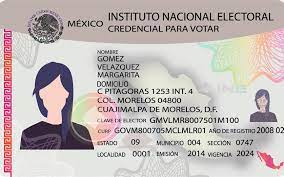 MÉXICO
INSTITUTO NACIONAL ELECTORAL
CREDENCIAL PARA VOTAR
NOMBRE
GOMEZ
VELAZQUEZ
MARGARITA
DOMICILIO
C PITAGORAS 1253 INT. 4
COL. MORELOS 04800
CUAJIMALPA DE MORELOS, D.F.
CLAVE DE ELECTOR GMVLMR8007501M100
CURP GOVM800705MCLMLR01 AÑO DE REGISTRO 2008 02
ESTADO 09 MUNICIPIO 004 SECCIÓN 0747
LOCALIDAD 0001 EMISIÓN 2014 VIGENCIA 2024